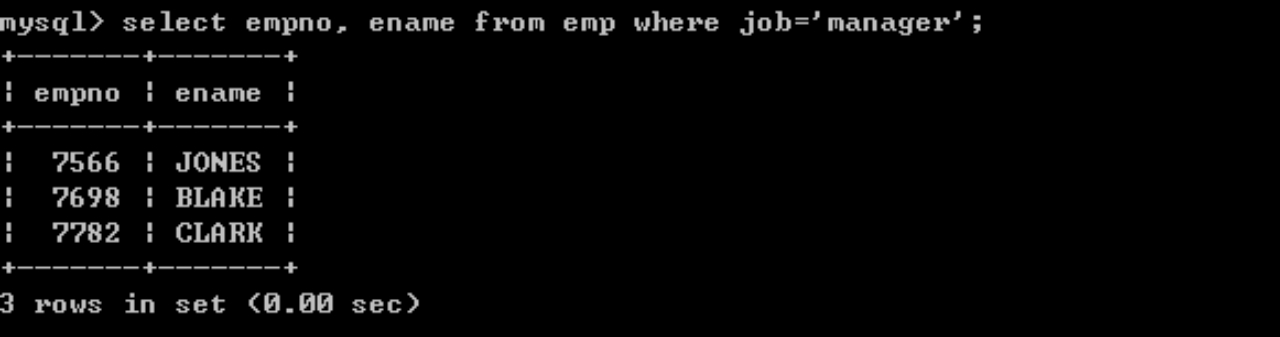 mysql> select empno, ename from emp where job='manager';
+-------+-------+
| empno | ename |
+-------+-------+
|  7566 | JONES |
|  7698 | BLAKE |
|  7782 | CLARK |
+-------+-------+
3 rows in set (0.00 sec)